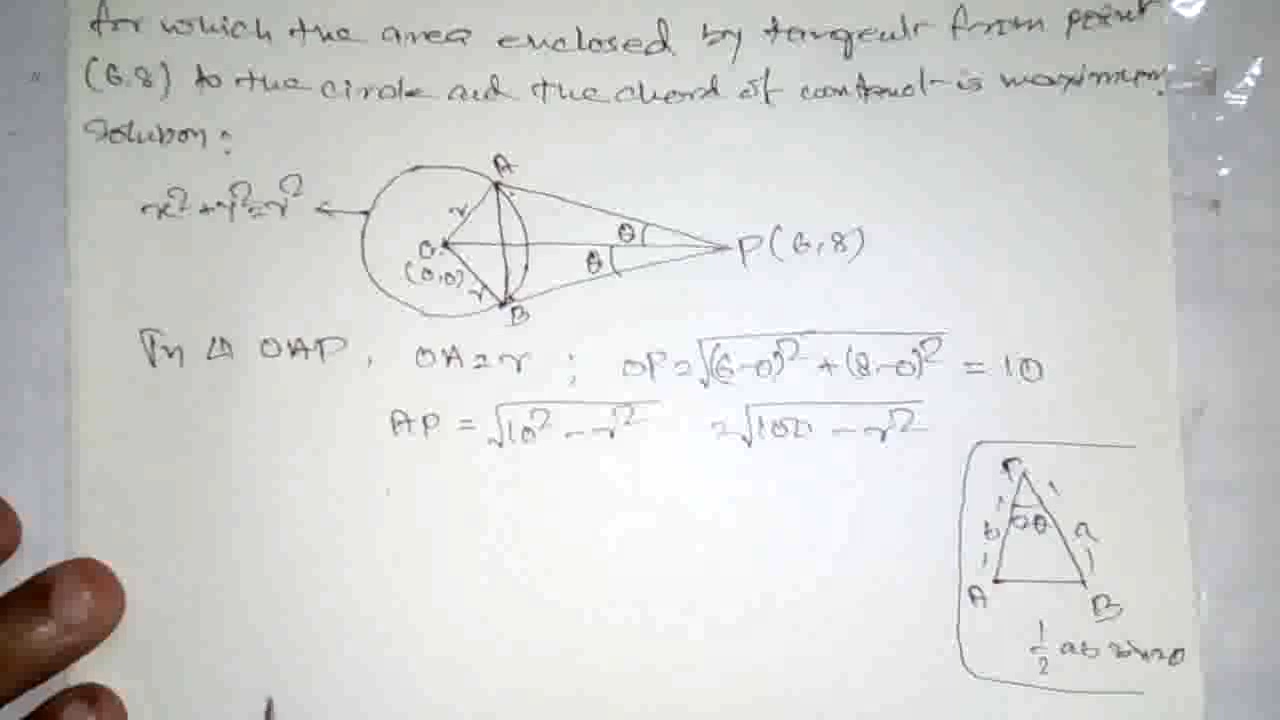 for which the area enclosed by tangent from point
(6.8) to the circle and the chord of contact is maximum.
Solution:
x² + y² = r²
A
r
O
(0,0)
r
B
θ
θ
P(6,8)
In Δ OAP, OA = r ; OP = √(6-0)² + (8-0)² = 10
AP = √10² - r² = √100 - r²
P
2θ
b
a
A
B
1/2 ab sin2θ